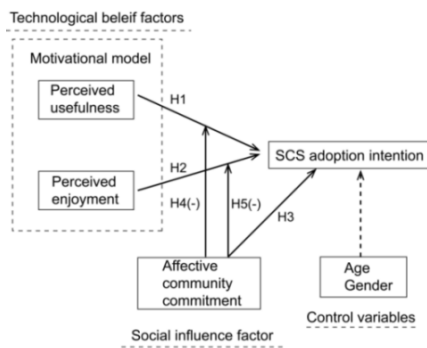 Technological beleif factors
Motivational model
Perceived
usefulness
H1
SCS adoption intention
Perceived
enjoyment
H2
H4(-)
H5(-)
H3
Affective
community
commitment
Age
Gender
Control variables
Social influence factor